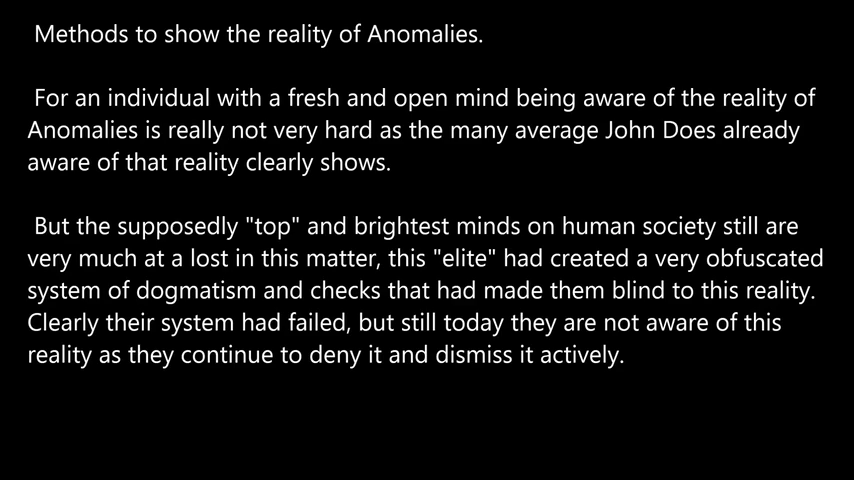 Methods to show the reality of Anomalies.
For an individual with a fresh and open mind being aware of the reality of
Anomalies is really not very hard as the many average John Does already
aware of that reality clearly shows.
But the supposedly "top" and brightest minds on human society still are
very much at a lost in this matter, this "elite" had created a very obfuscated
system of dogmatism and checks that had made them blind to this reality.
Clearly their system had failed, but still today they are not aware of this
reality as they continue to deny it and dismiss it actively.